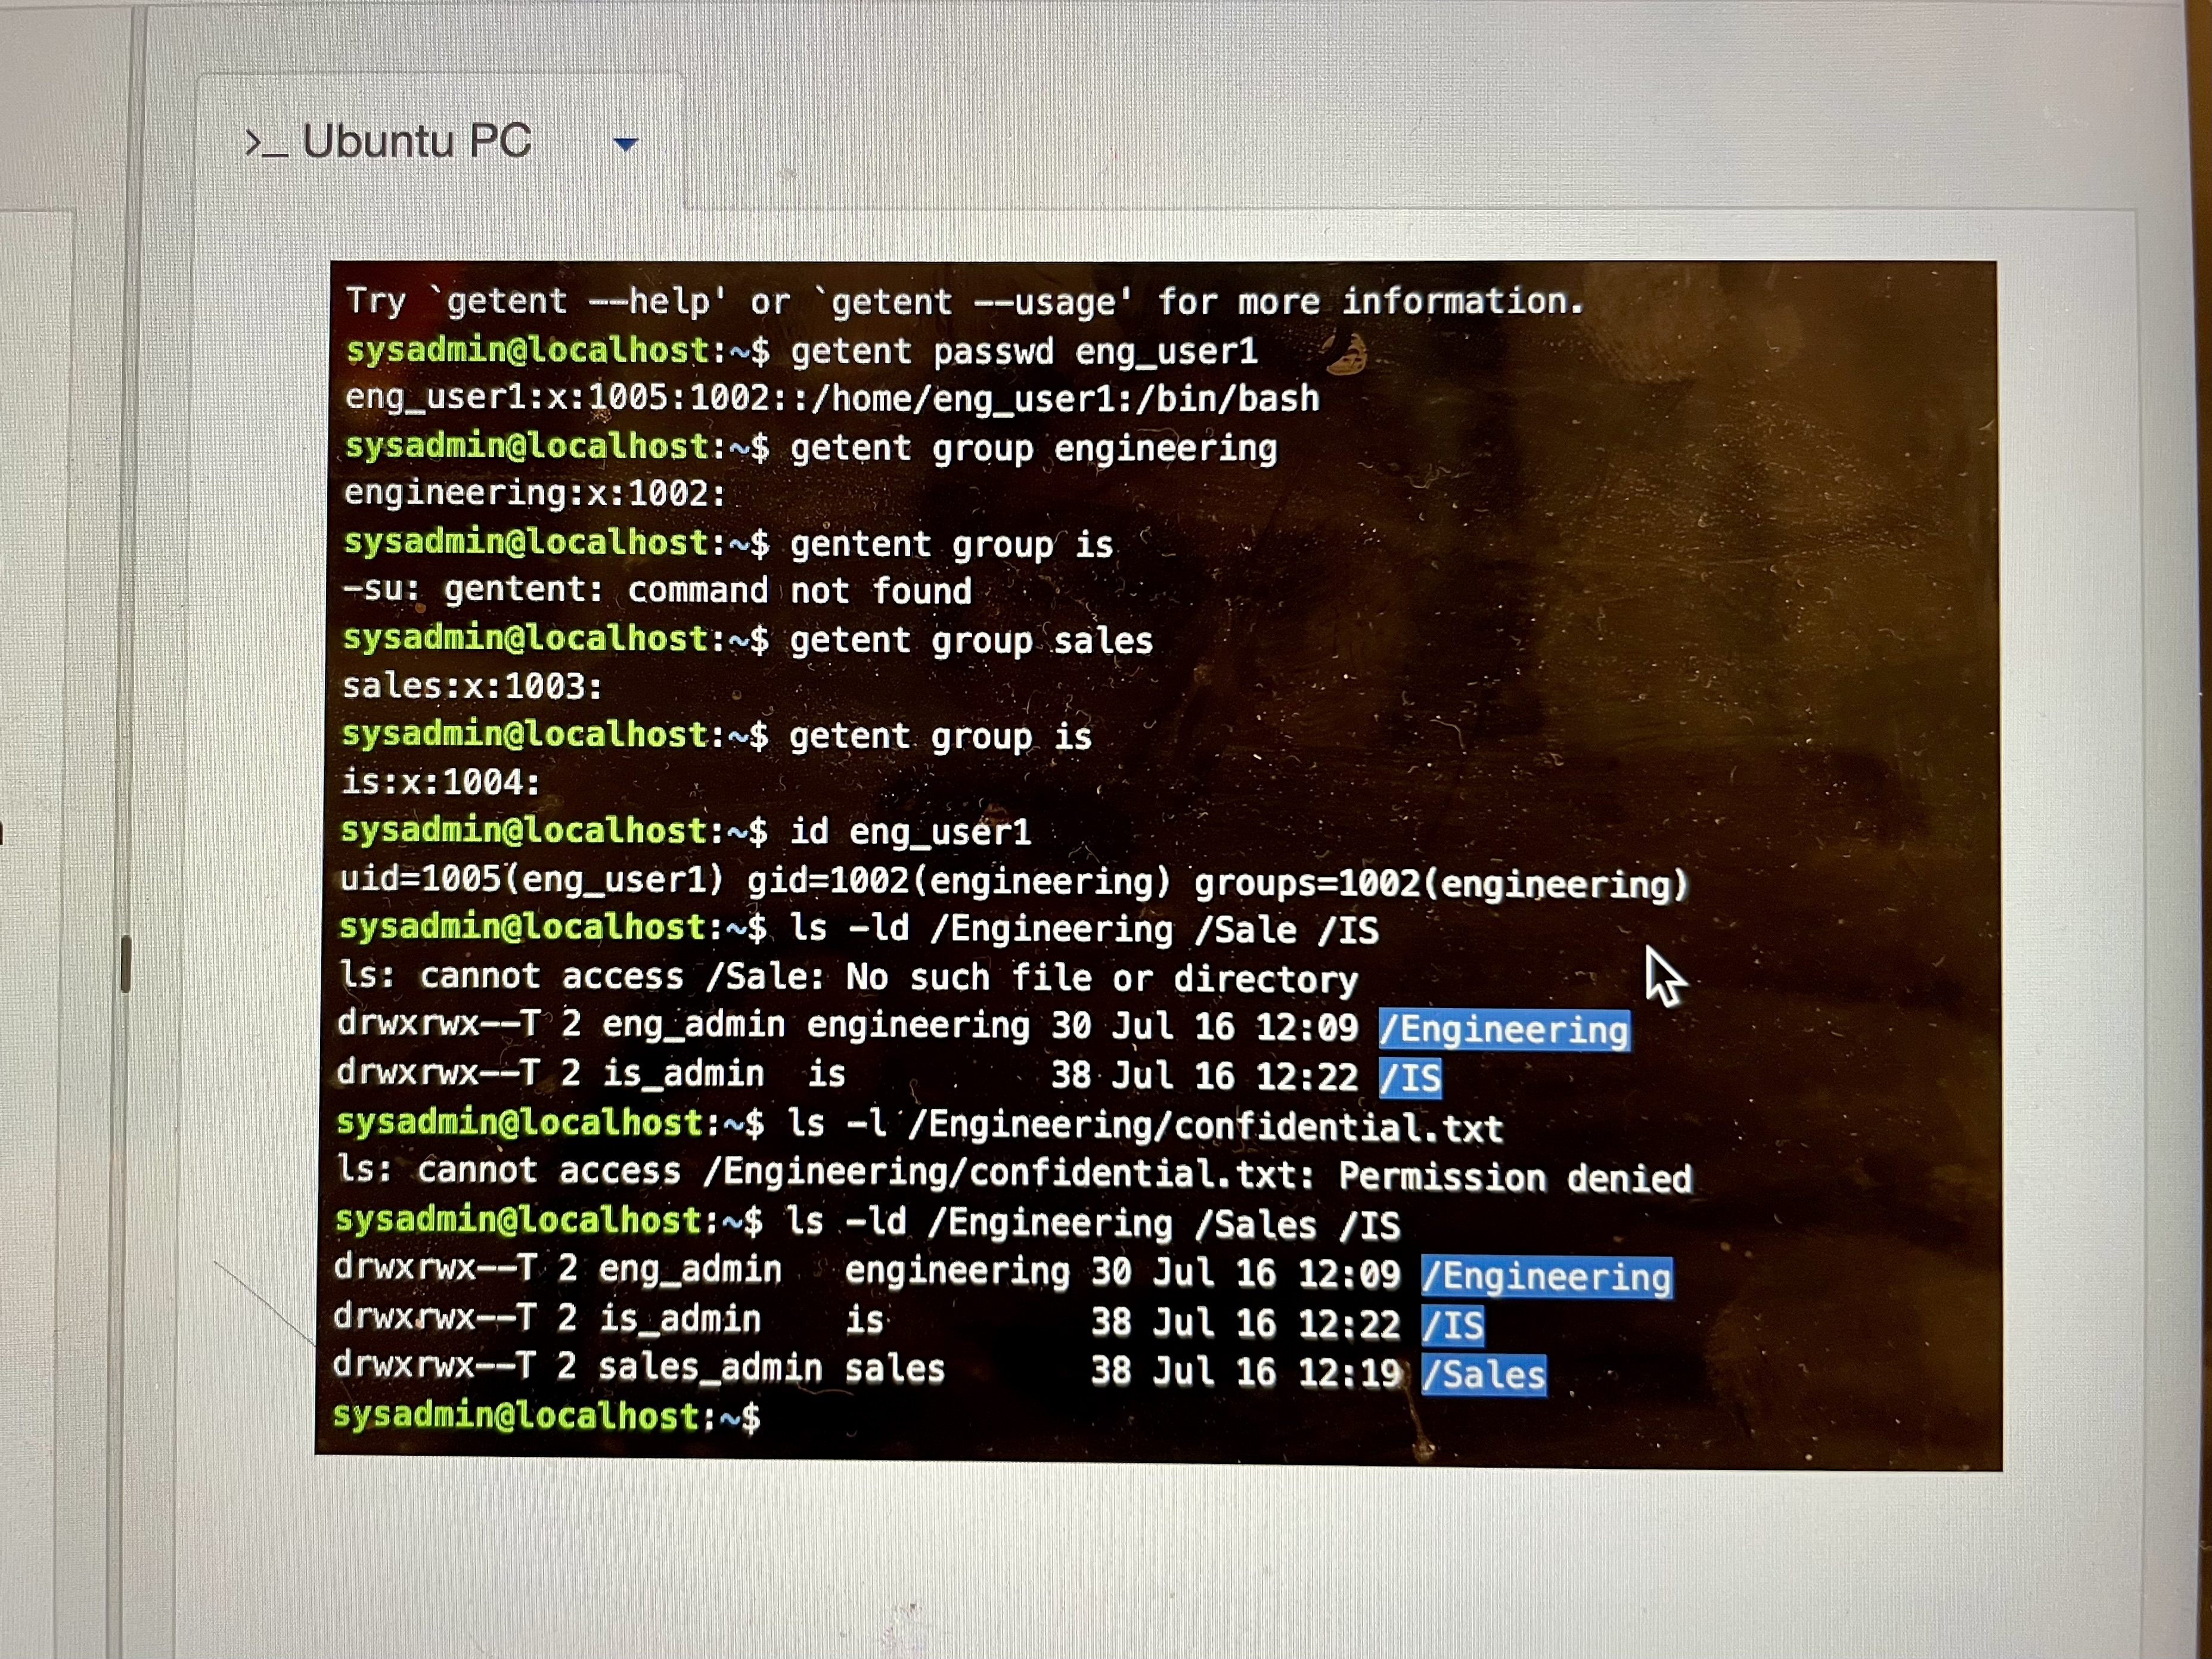 >_ Ubuntu PC
Try `getent --help' or `getent --usage' for more information.
sysadmin@localhost:~$ getent passwd eng_user1
eng_user1:x:1005:1002::/home/eng_user1:/bin/bash
sysadmin@localhost:~$ getent group engineering
engineering:x:1002:
sysadmin@localhost:~$ gentent group is
-su: gentent: command not found
sysadmin@localhost:~$ getent group sales
sales:x:1003:
sysadmin@localhost:~$ getent group is
is:x:1004:
sysadmin@localhost:~$ id eng_user1
uid=1005(eng_user1) gid=1002(engineering) groups=1002(engineering)
sysadmin@localhost:~$ ls -ld /Engineering /Sale /IS
ls: cannot access /Sale: No such file or directory
drwxrwx--T 2 eng_admin engineering 30 Jul 16 12:09 /Engineering
drwxrwx--T 2 is_admin  is          38 Jul 16 12:22 /IS
sysadmin@localhost:~$ ls -l /Engineering/confidential.txt
ls: cannot access /Engineering/confidential.txt: Permission denied
sysadmin@localhost:~$ ls -ld /Engineering /Sales /IS
drwxrwx--T 2 eng_admin   engineering 30 Jul 16 12:09 /Engineering
drwxrwx--T 2 is_admin    is          38 Jul 16 12:22 /IS
drwxrwx--T 2 sales_admin sales       38 Jul 16 12:19 /Sales
sysadmin@localhost:~$